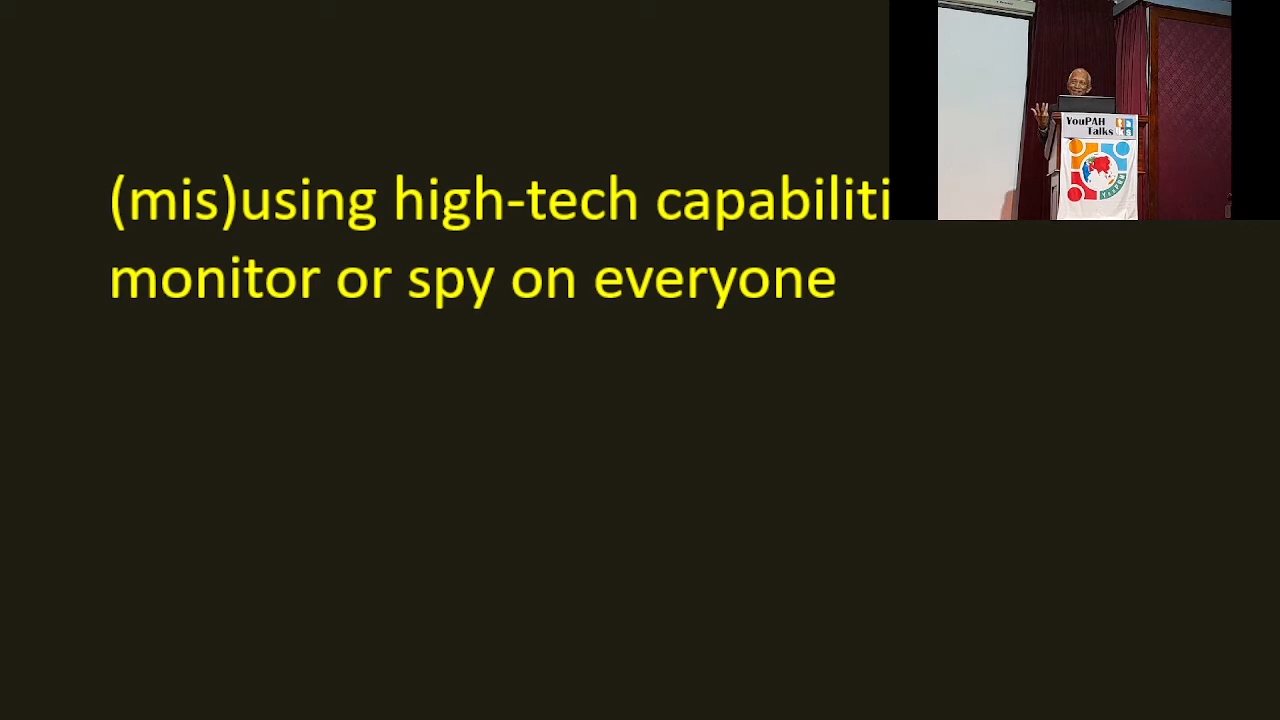 (mis)using high-tech capabiliti
monitor or spy on everyone
YouPAH
Talks